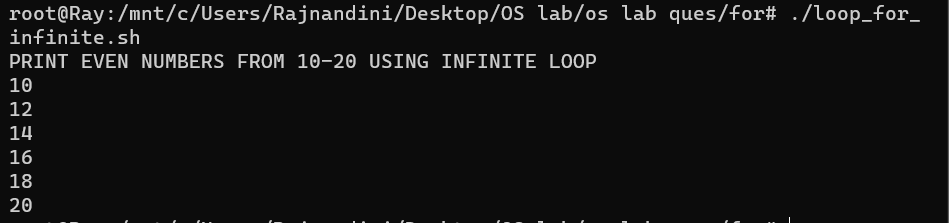 root@Ray:/mnt/c/Users/Rajnandini/Desktop/OS lab/os lab ques/for# ./loop_for_
infinite.sh
PRINT EVEN NUMBERS FROM 10-20 USING INFINITE LOOP
10
12
14
16
18
20